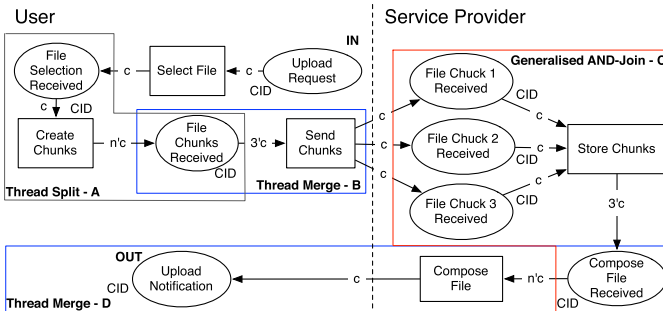 User
Service Provider
IN
Generalised AND-Join - C
File
Selection
Received
c
Select File
c
Upload
Request
CID
c
CID
Create
Chunks
n'c
File
Chunks
Received
CID
3'c
Send
Chunks
Thread Split - A
Thread Merge - B
c
c
c
File Chuck 1
Received
CID
c
File Chuck 2
Received
c
CID
File Chuck 3
Received
c
CID
Store Chunks
3'c
OUT
Upload
Notification
CID
c
Compose
File
n'c
Compose
File
Received
CID
Thread Merge - D